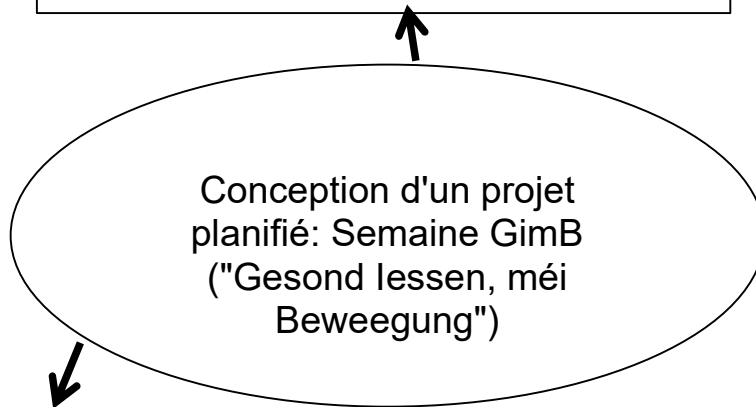 Conception d'un projet
planifié: Semaine GimB
("Gesond Iessen, méi
Beweegung")